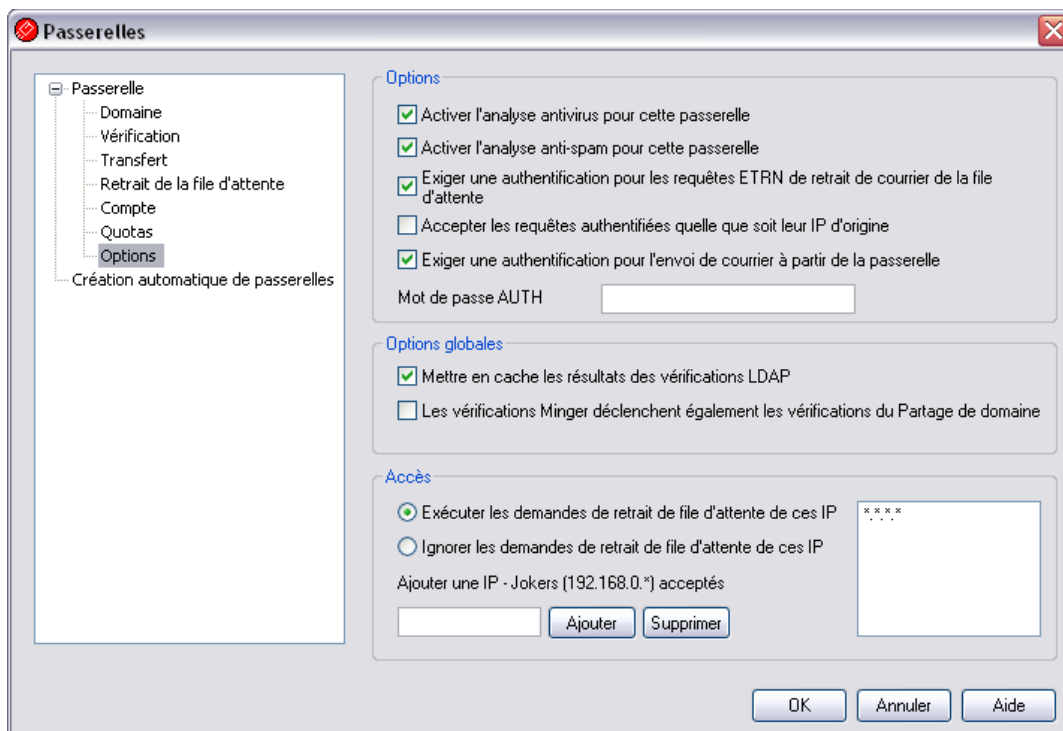 Passerelles
Passerelle
Domaine
Vérification
Transfert
Retrait de la file d'attente
Compte
Quotas
Options
Création automatique de passerelles
Options
Activer l'analyse antivirus pour cette passerelle
Activer l'analyse anti-spam pour cette passerelle
Exiger une authentification pour les requêtes ETRN de retrait de courrier de la file
d'attente
Accepter les requêtes authentifiées quelle que soit leur IP d'origine
Exiger une authentification pour l'envoi de courrier à partir de la passerelle
Mot de passe AUTH
Options globales
Mettre en cache les résultats des vérifications LDAP
Les vérifications Minger déclenchent également les vérifications du Partage de domaine
Accès
Exécuter les demandes de retrait de file d'attente de ces IP
*.*.*.*
Ignorer les demandes de retrait de file d'attente de ces IP
Ajouter une IP - Jokers (192.168.0.*) acceptés
Ajouter
Supprimer
OK
Annuler
Aide